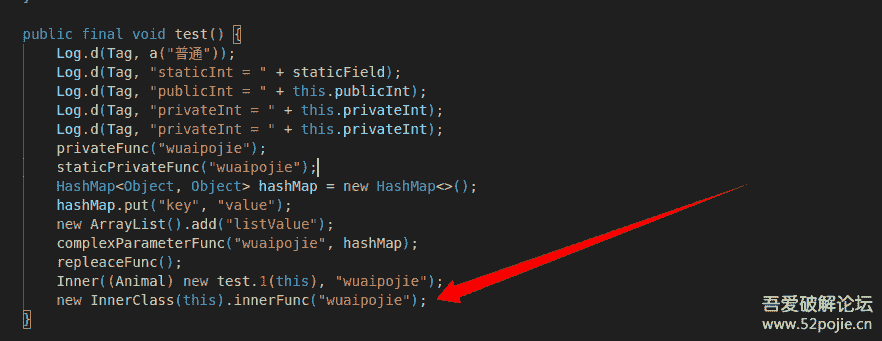 public final void test() {
Log.d(Tag, a("普通"));
Log.d(Tag, "staticInt = " + staticField);
Log.d(Tag, "publicInt = " + this.publicInt);
Log.d(Tag, "privateInt = " + this.privateInt);
Log.d(Tag, "privateInt = " + this.privateInt);
privateFunc("wuaipojie");
staticPrivateFunc("wuaipojie");
HashMap<Object, Object> hashMap = new HashMap<>();
hashMap.put("key", "value");
new ArrayList().add("listValue");
complexParameterFunc("wuaipojie", hashMap);
repleaceFunc();
Inner((Animal) new test.1(this), "wuaipojie");
new InnerClass(this).innerFunc("wuaipojie");
}
吾爱破解论坛
www.52pojie.cn